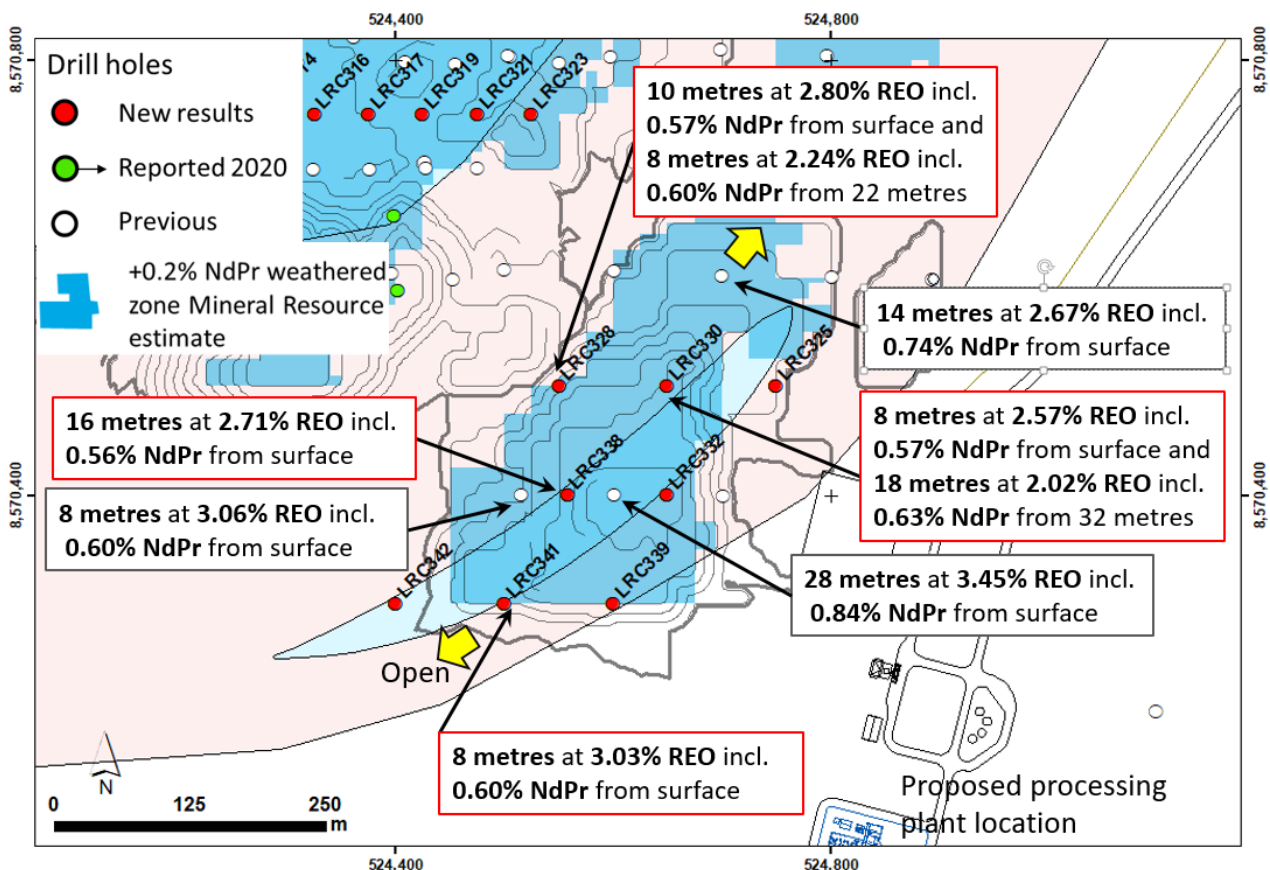 524,400
524,800
8,570,800
8,570,800
Drill holes
New results
Reported 2020
Previous
+0.2% NdPr weathered
zone Mineral Resource
estimate
LRC316
LRC317
LRC319
LRC321
LRC323
10 metres at 2.80% REO incl.
0.57% NdPr from surface and
8 metres at 2.24% REO incl.
0.60% NdPr from 22 metres
14 metres at 2.67% REO incl.
0.74% NdPr from surface
LRC328
LRC330
LRC325
16 metres at 2.71% REO incl.
0.56% NdPr from surface
8 metres at 2.57% REO incl.
0.57% NdPr from surface and
18 metres at 2.02% REO incl.
0.63% NdPr from 32 metres
LRC338
LRC332
8,570,400
8,570,400
8 metres at 3.06% REO incl.
0.60% NdPr from surface
LRC342
LRC341
LRC339
28 metres at 3.45% REO incl.
0.84% NdPr from surface
Open
8 metres at 3.03% REO incl.
0.60% NdPr from surface
N
0 125 250
m
Proposed processing
plant location
524,400
524,800